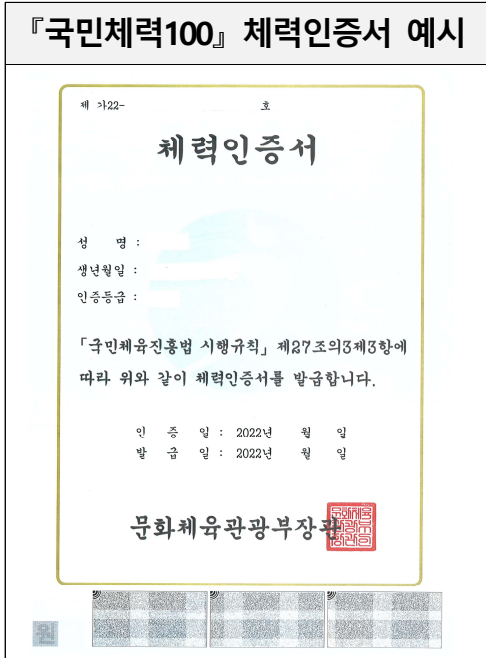 『국민체력100』 체력인증서 예시
제 가22- 호
체력인증서
성 명 :
생년월일 :
인증등급 :
「국민체육진흥법 시행규칙」 제27조의3제3항에
따라 위와 같이 체력인증서를 발급합니다.
인 증 일 : 2022년 월 일
발 급 일 : 2022년 월 일
문화체육관광부장관
원